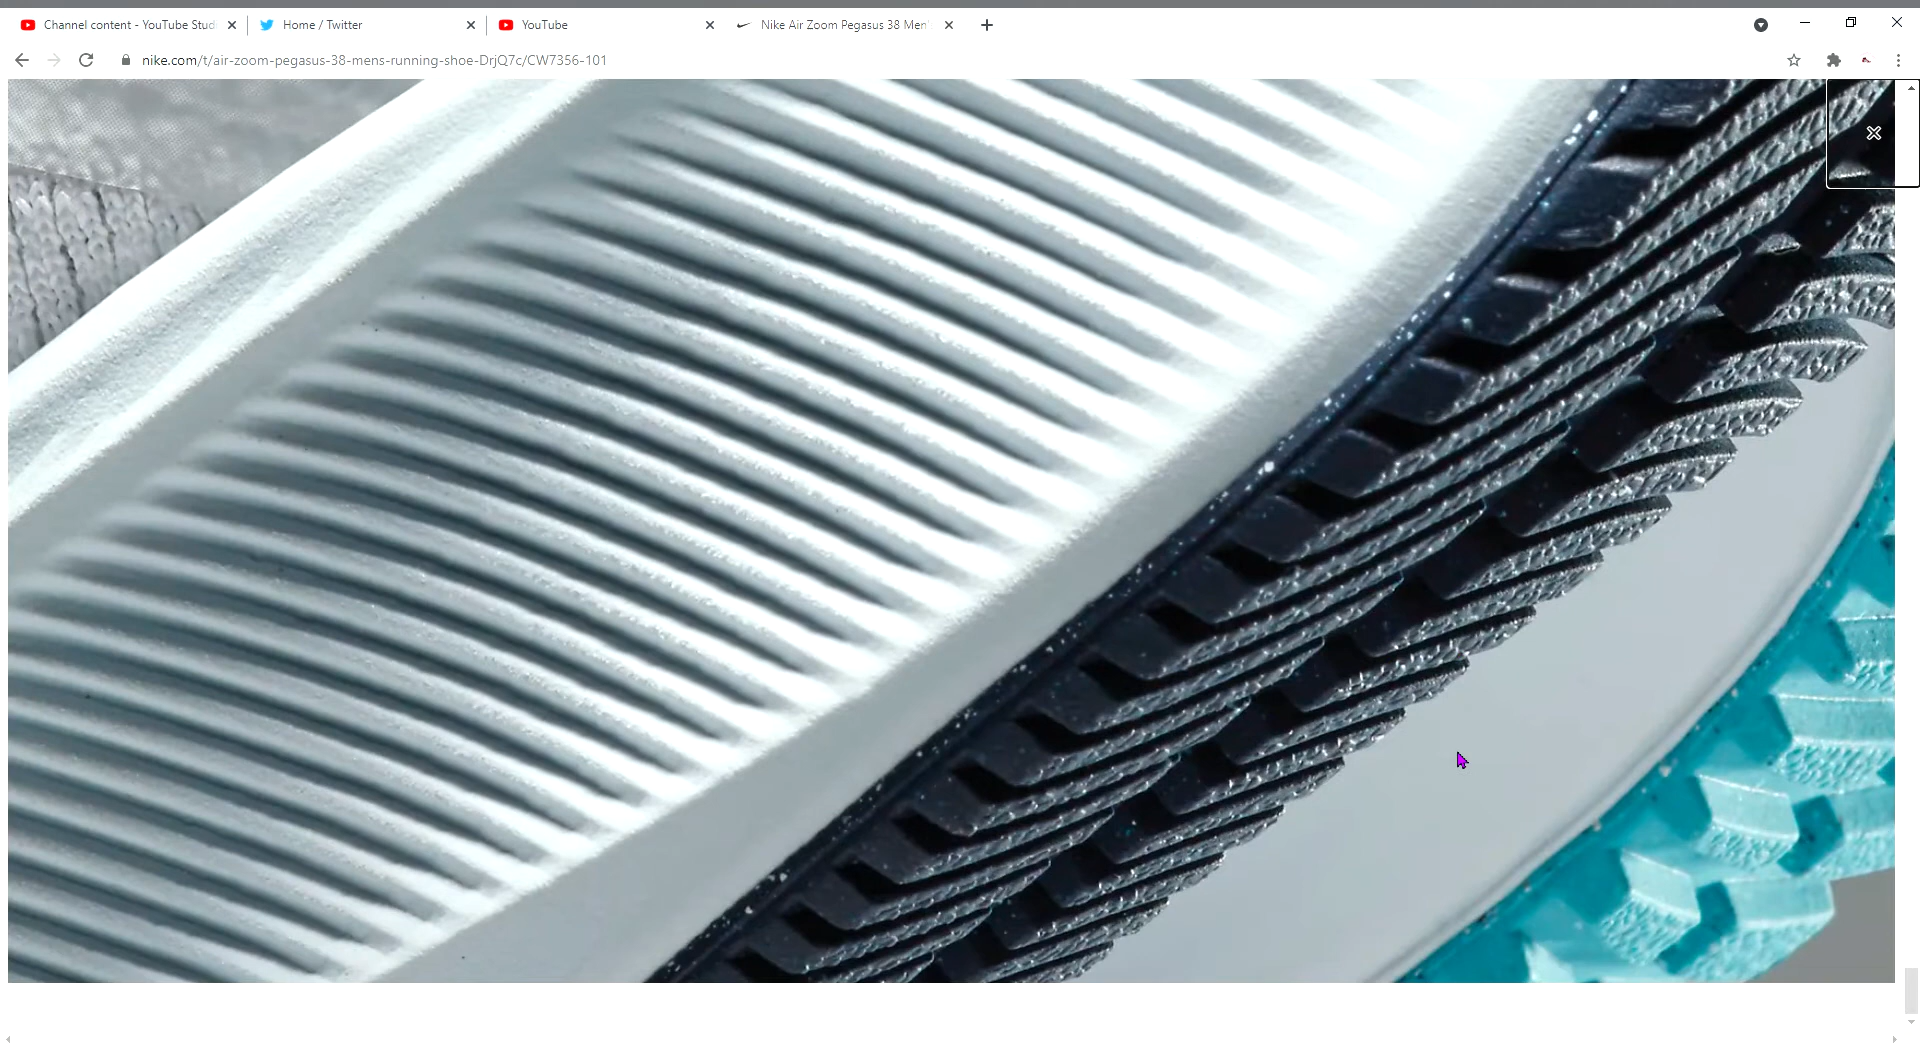 Channel content - YouTube Stud
Home / Twitter
YouTube
Nike Air Zoom Pegasus 38 Men'
nike.com/t/air-zoom-pegasus-38-mens-running-shoe-DrjQ7c/CW7356-101